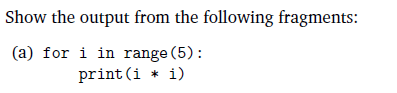 Show the output from the following fragments:
(a) for i in range(5):
print(i * i)